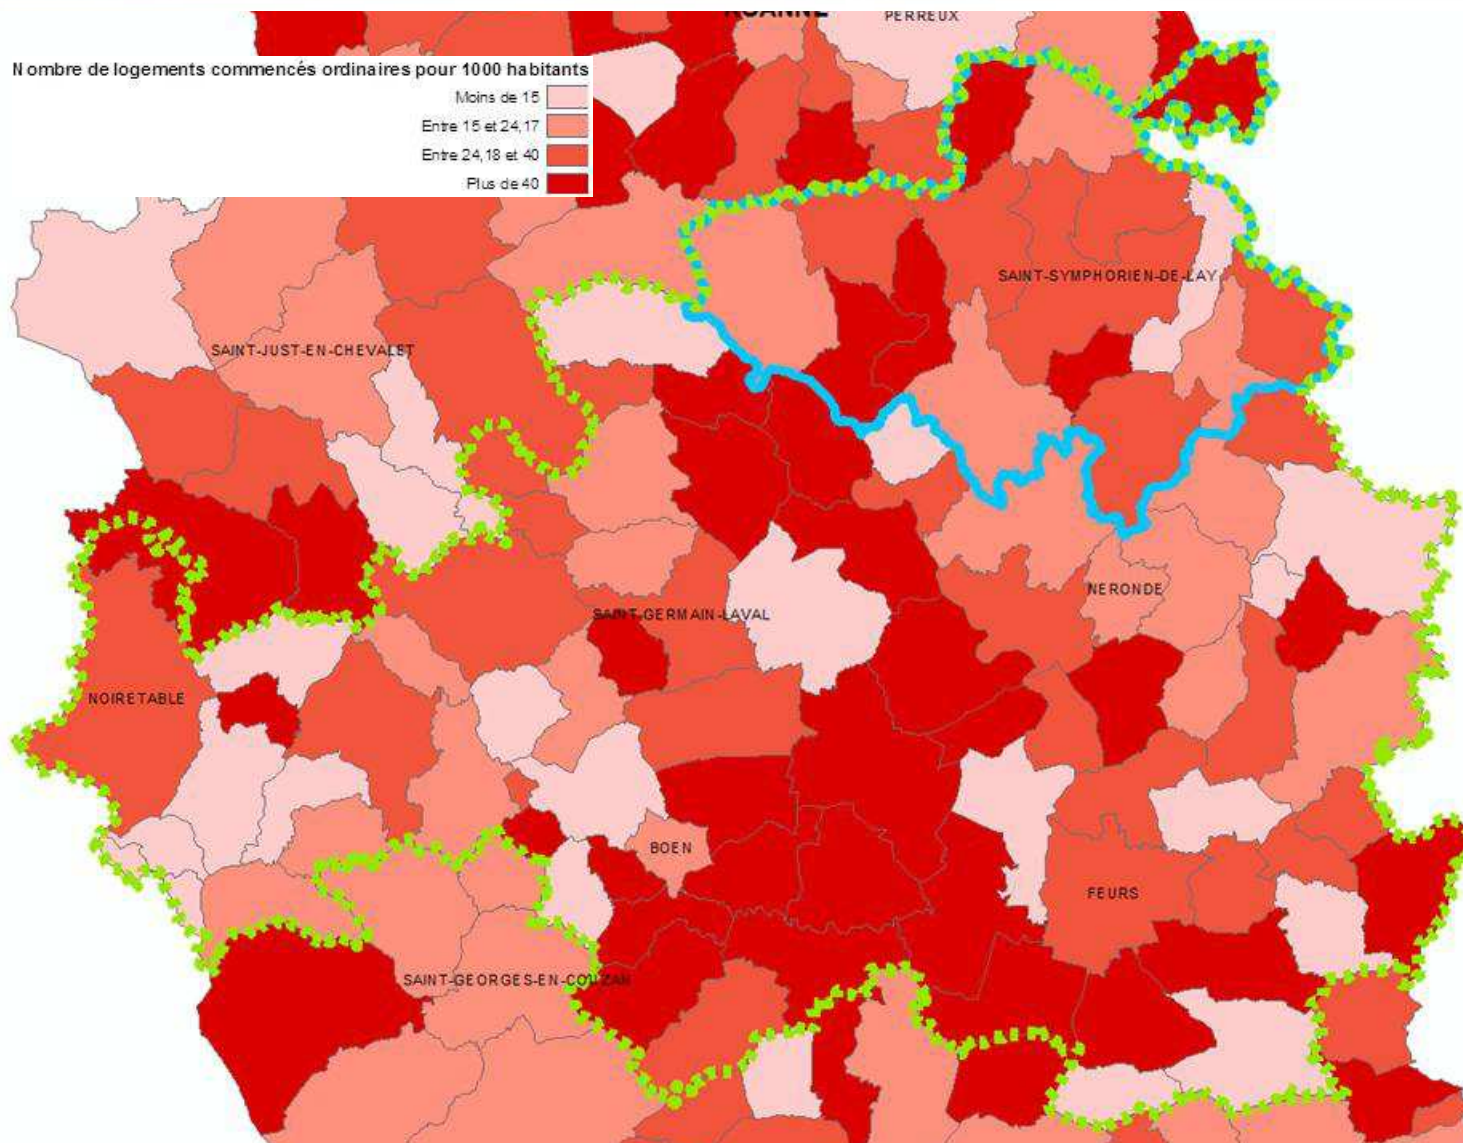 ROANNE
PERREUX
Nombre de logements commencés ordinaires pour 1000 habitants
Moins de 15
Entre 15 et 24,17
Entre 24,18 et 40
Plus de 40
SAINT-SYMPHORIEN-DE-LAY
SAINT-JUST-EN-CHEVALET
NERONDE
SAINT-GERMAIN-LAVAL
NOIRETABLE
BOEN
FEURS
SAINT-GEORGES-EN-COUZAN